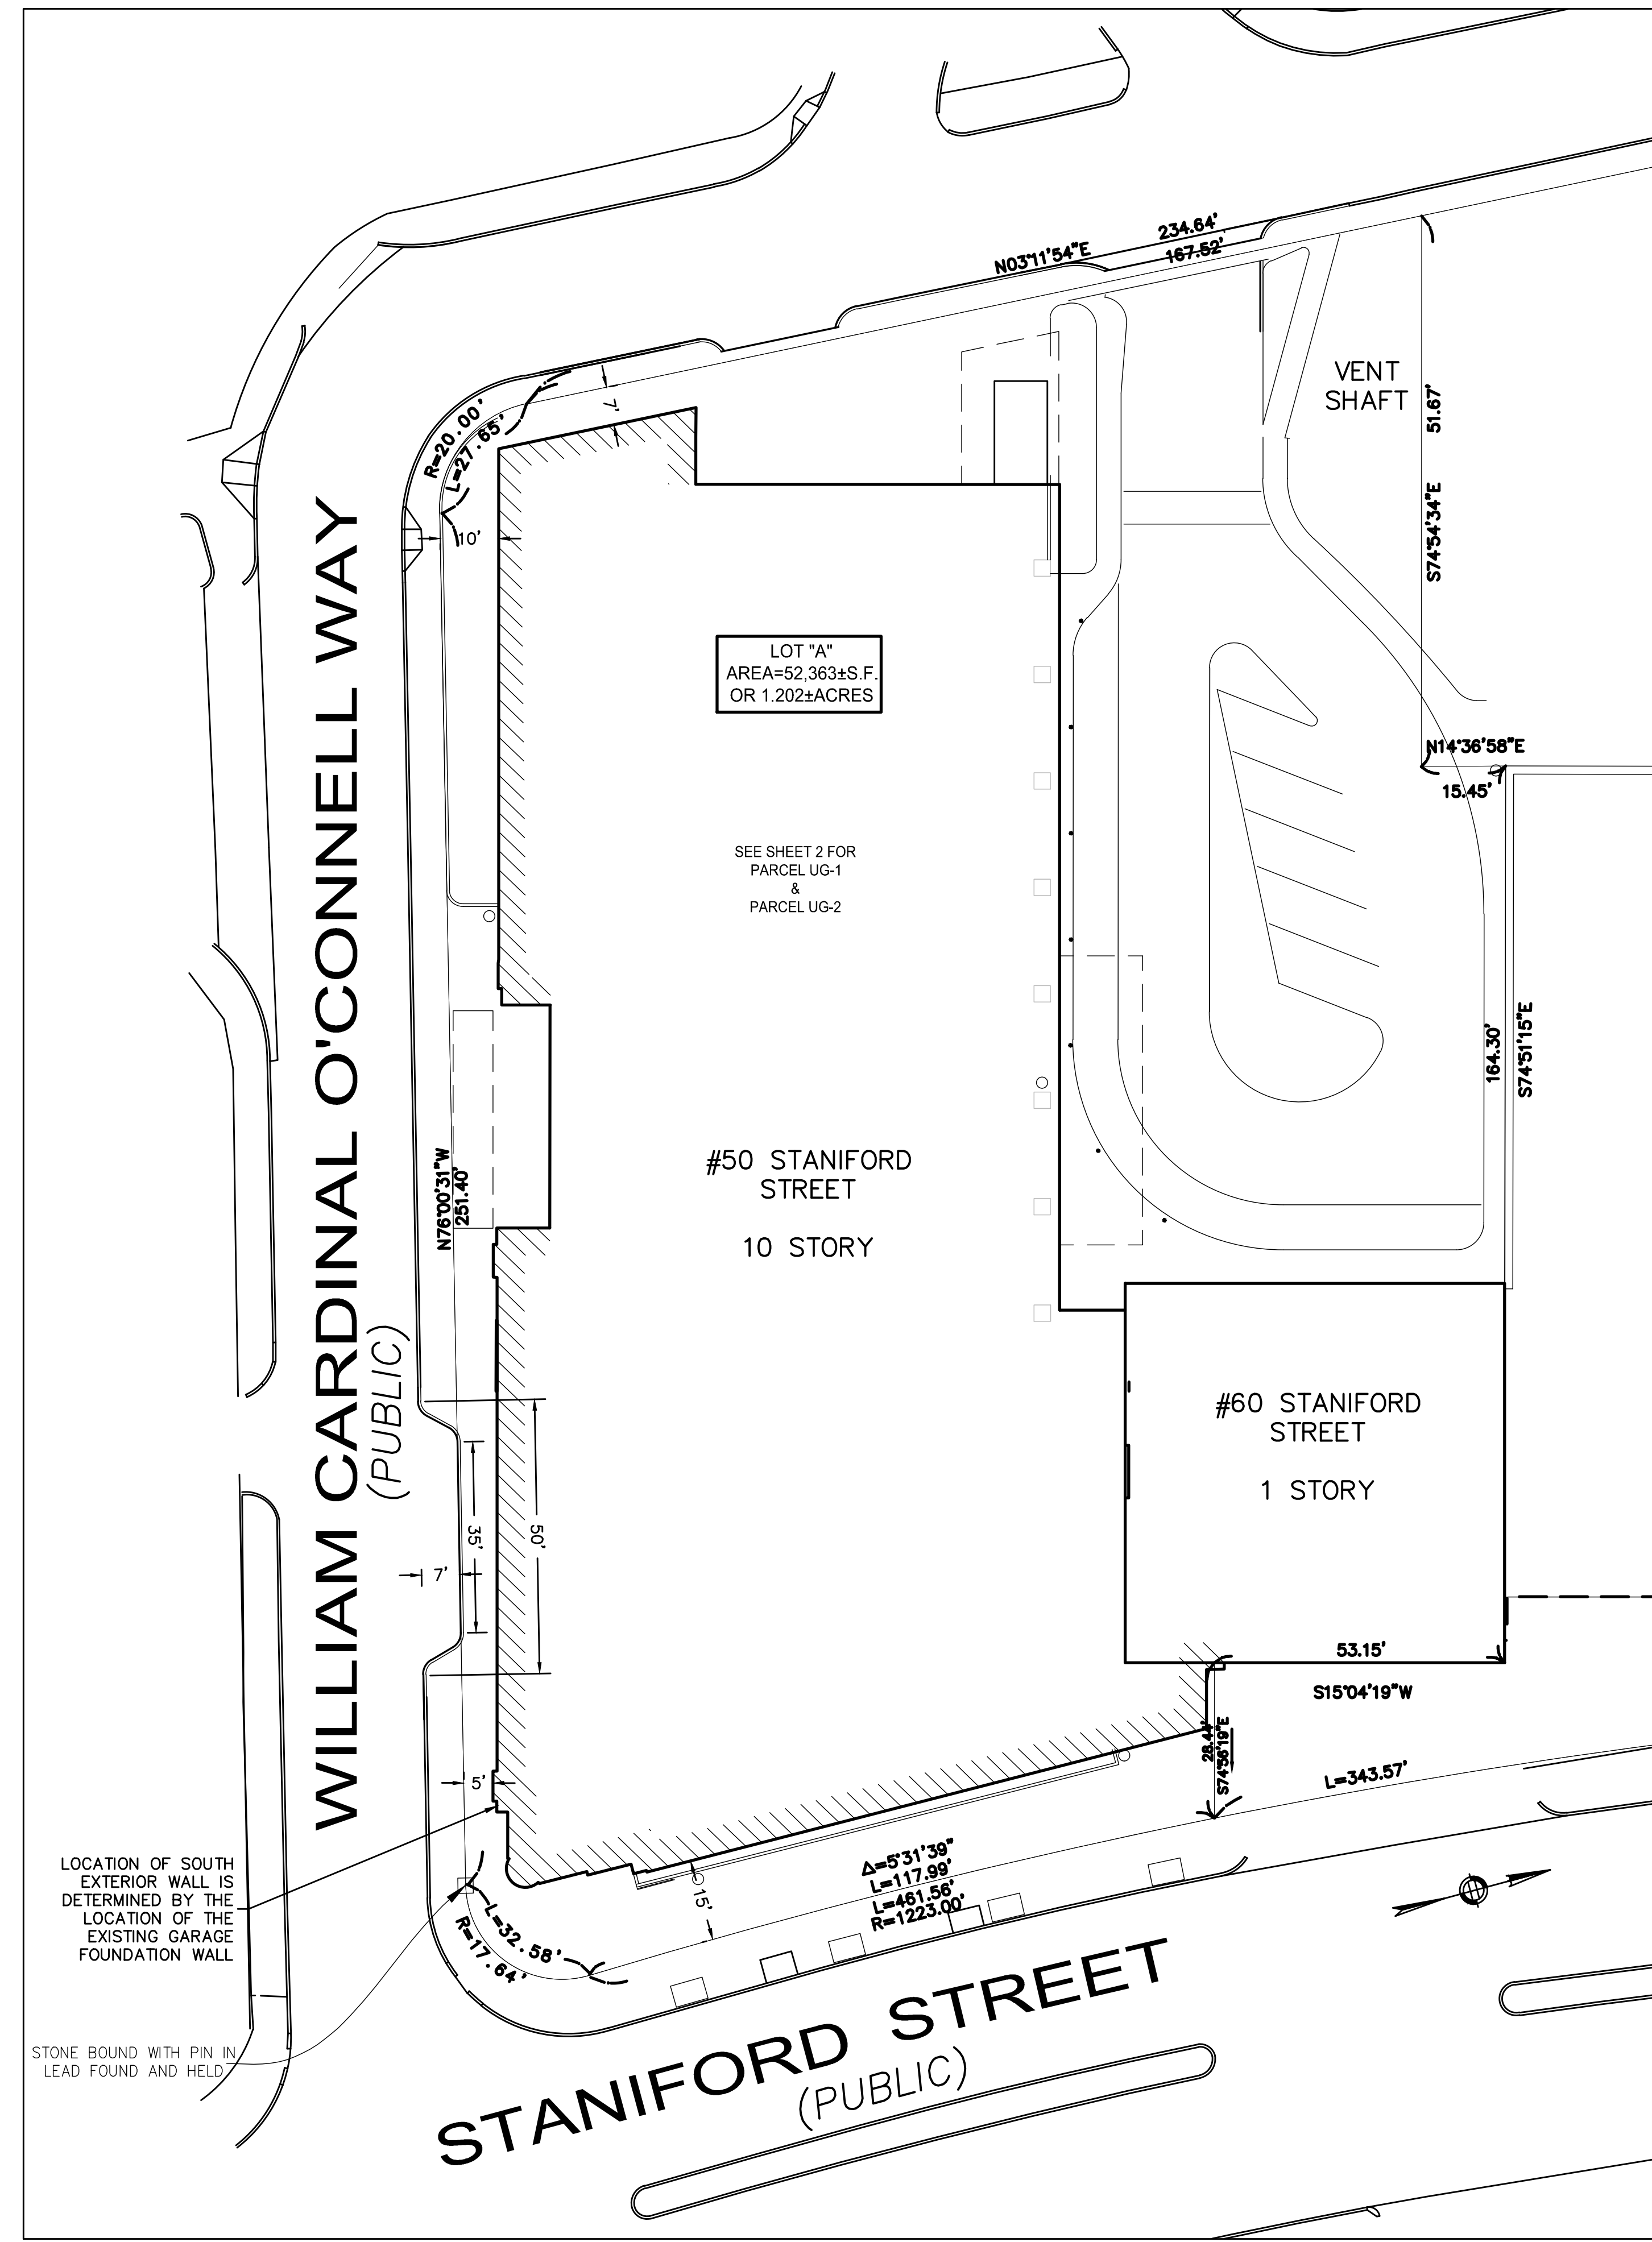 234.64'
N03°11'54"E
167.52'
VENT
SHAFT
51.67'
S74°54'34"E
R=20.00'
L=27.65'
7'
10'
WILLIAM CARDINAL O'CONNELL WAY
(PUBLIC)
LOT "A"
AREA=52,363±S.F.
OR 1.202±ACRES
N14°36'58"E
15.45'
SEE SHEET 2 FOR
PARCEL UG-1
&
PARCEL UG-2
164.30'
S74°51'15"E
N76°00'31"W
251.40'
#50 STANIFORD
STREET
10 STORY
#60 STANIFORD
STREET
1 STORY
35'
50'
7'
53.15'
S15°04'19"W
28.44'
S74°56'19"E
5'
L=343.57'
LOCATION OF SOUTH
EXTERIOR WALL IS
DETERMINED BY THE
LOCATION OF THE
EXISTING GARAGE
FOUNDATION WALL
15'
Δ=5°31'39"
L=117.99'
L=461.56'
R=1223.00'
L=32.58'
R=17.64'
STONE BOUND WITH PIN IN
LEAD FOUND AND HELD
STANIFORD STREET
(PUBLIC)